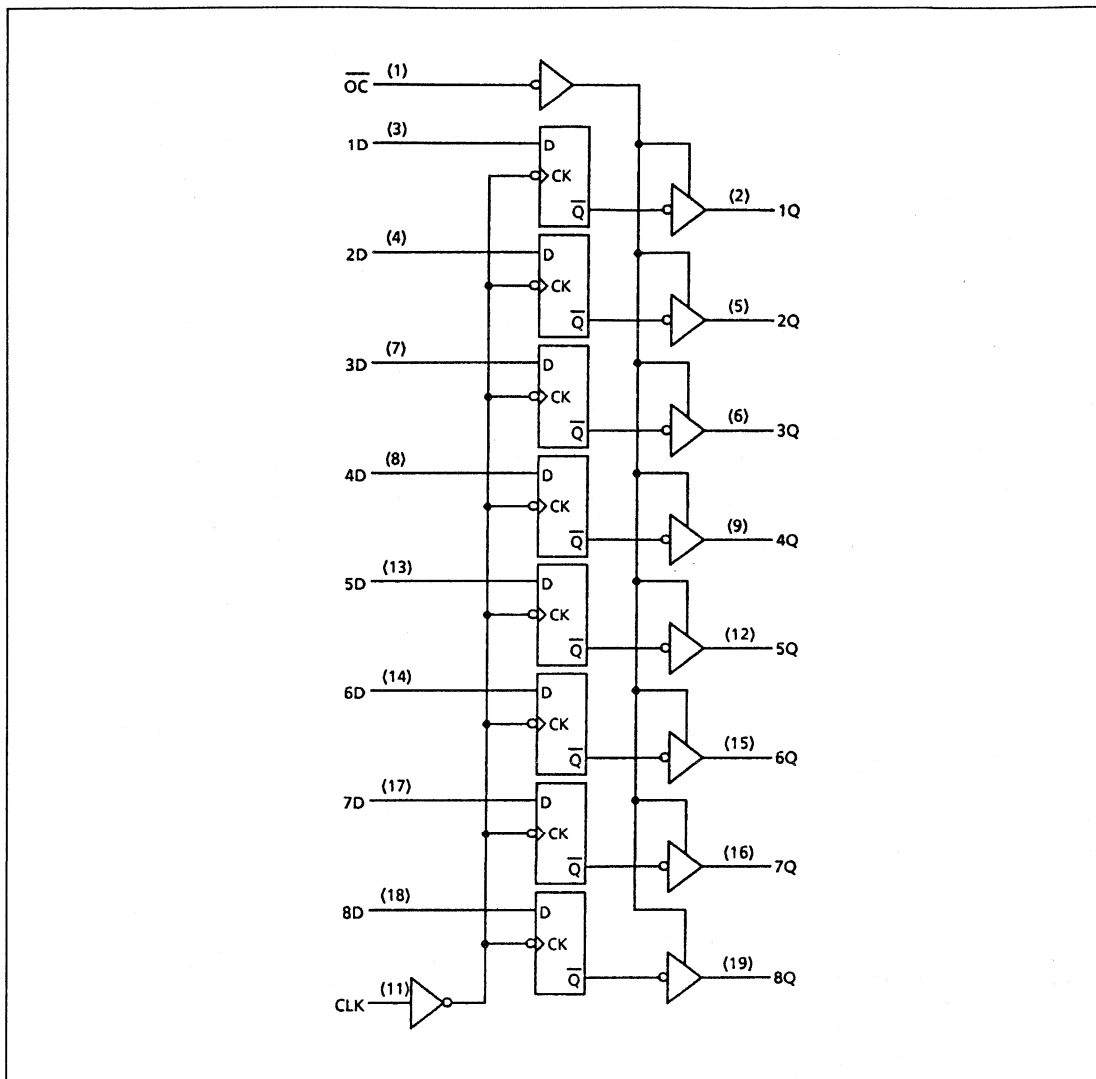 O̅C̅ (1)
1D (3) D
CK
Q̅ (2) 1Q
2D (4) D
CK
Q̅ (5) 2Q
3D (7) D
CK
Q̅ (6) 3Q
4D (8) D
CK
Q̅ (9) 4Q
5D (13) D
CK
Q̅ (12) 5Q
6D (14) D
CK
Q̅ (15) 6Q
7D (17) D
CK
Q̅ (16) 7Q
8D (18) D
CK
Q̅ (19) 8Q
CLK (11)